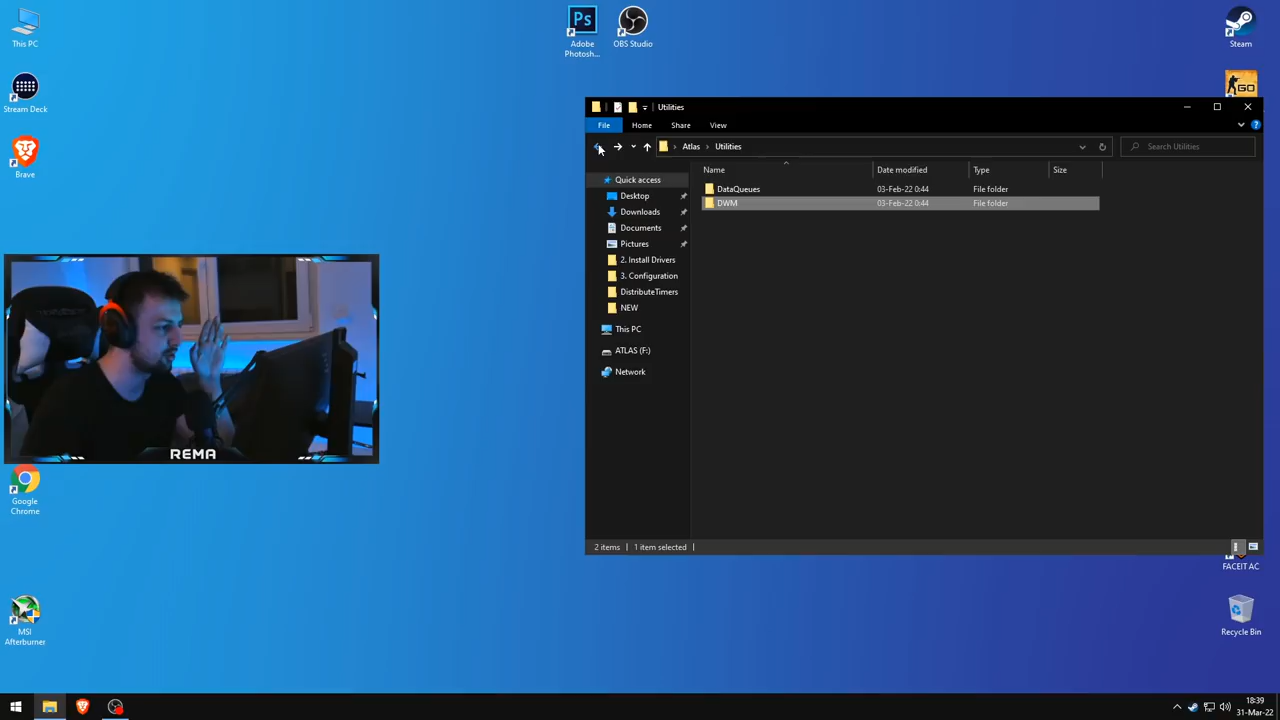 This PC
Stream Deck
Brave
Google
Chrome
MSI
Afterburner
Ps
Adobe
Photosh...
OBS Studio
Steam
GO
FACEIT AC
Recycle Bin
REMA
Utilities
File
Home
Share
View
Atlas
Utilities
Search Utilities
Name
Date modified
Type
Size
DataQueues
03-Feb-22 0:44
File folder
DWM
03-Feb-22 0:44
File folder
Quick access
Desktop
Downloads
Documents
Pictures
2. Install Drivers
3. Configuration
DistributeTimers
NEW
This PC
ATLAS (F:)
Network
2 items
1 item selected
18:39
31-Mar-22